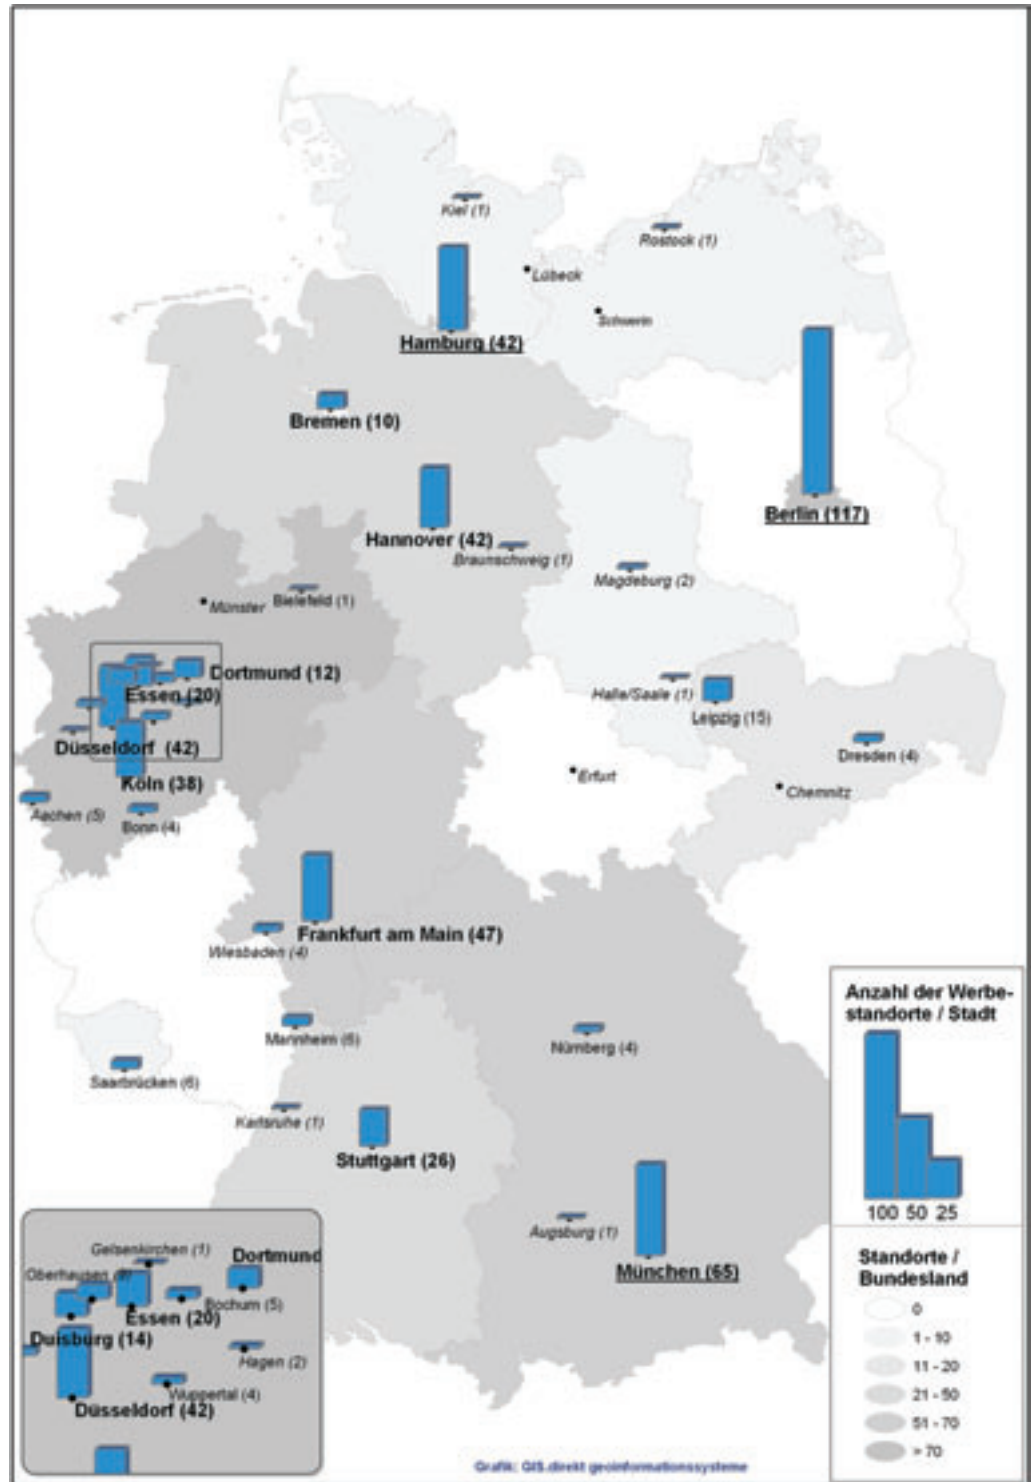 Kiel (1)
Rostock (1)
Lübeck
Schwerin
Hamburg (42)
Bremen (10)
Berlin (117)
Hannover (42)
Braunschweig (1)
Magdeburg (2)
Bielefeld (1)
Münster
Dortmund (12)
Essen (20)
Halle/Saale (1)
Leipzig (15)
Düsseldorf (42)
Dresden (4)
Köln (38)
Erfurt
Chemnitz
Aachen (5)
Bonn (4)
Frankfurt am Main (47)
Wiesbaden (4)
Mannheim (6)
Nürnberg (4)
Saarbrücken (6)
Karlsruhe (1)
Stuttgart (26)
Augsburg (1)
München (65)
Anzahl der Werbe-
standorte / Stadt
100 50 25
Standorte /
Bundesland
0
1 - 10
11 - 20
21 - 50
51 - 70
> 70
Gelsenkirchen (1)
Dortmund
Oberhausen
Bochum (5)
Essen (20)
Duisburg (14)
Hagen (2)
Wuppertal (4)
Düsseldorf (42)
Grafik: GIS.direkt geoinformationssysteme